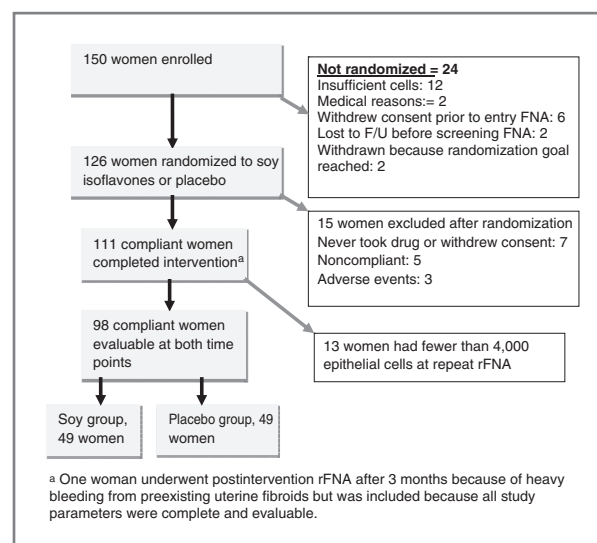 150 women enrolled
Not randomized = 24
Insufficient cells: 12
Medical reasons:= 2
Withdrew consent prior to entry FNA: 6
Lost to F/U before screening FNA: 2
Withdrawn because randomization goal
reached: 2
126 women randomized to soy
isoflavones or placebo
15 women excluded after randomization
Never took drug or withdrew consent: 7
Noncompliant: 5
Adverse events: 3
111 compliant women
completed interventionᵃ
98 compliant women
evaluable at both time
points
13 women had fewer than 4,000
epithelial cells at repeat rFNA
Soy group,
49 women
Placebo group, 49
women
ᵃ One woman underwent postintervention rFNA after 3 months because of heavy
bleeding from preexisting uterine fibroids but was included because all study
parameters were complete and evaluable.